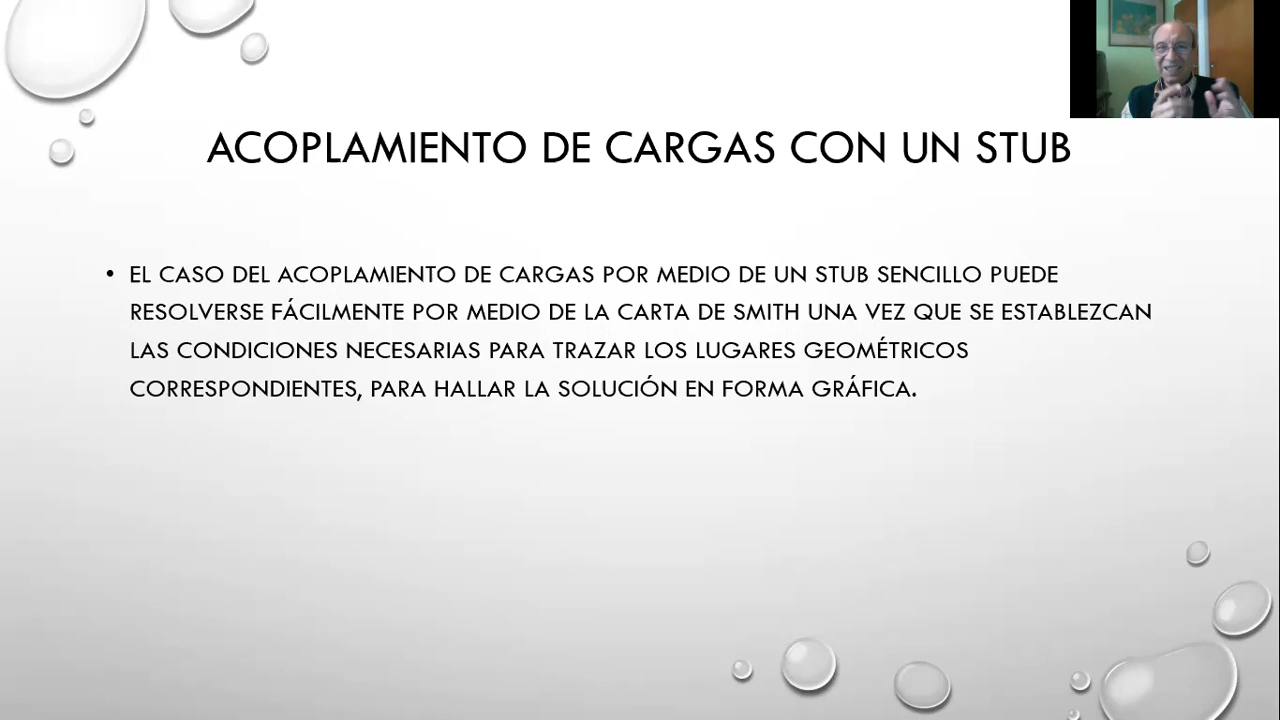 ACOPLAMIENTO DE CARGAS CON UN STUB
• EL CASO DEL ACOPLAMIENTO DE CARGAS POR MEDIO DE UN STUB SENCILLO PUEDE
RESOLVERSE FÁCILMENTE POR MEDIO DE LA CARTA DE SMITH UNA VEZ QUE SE ESTABLEZCAN
LAS CONDICIONES NECESARIAS PARA TRAZAR LOS LUGARES GEOMÉTRICOS
CORRESPONDIENTES, PARA HALLAR LA SOLUCIÓN EN FORMA GRÁFICA.